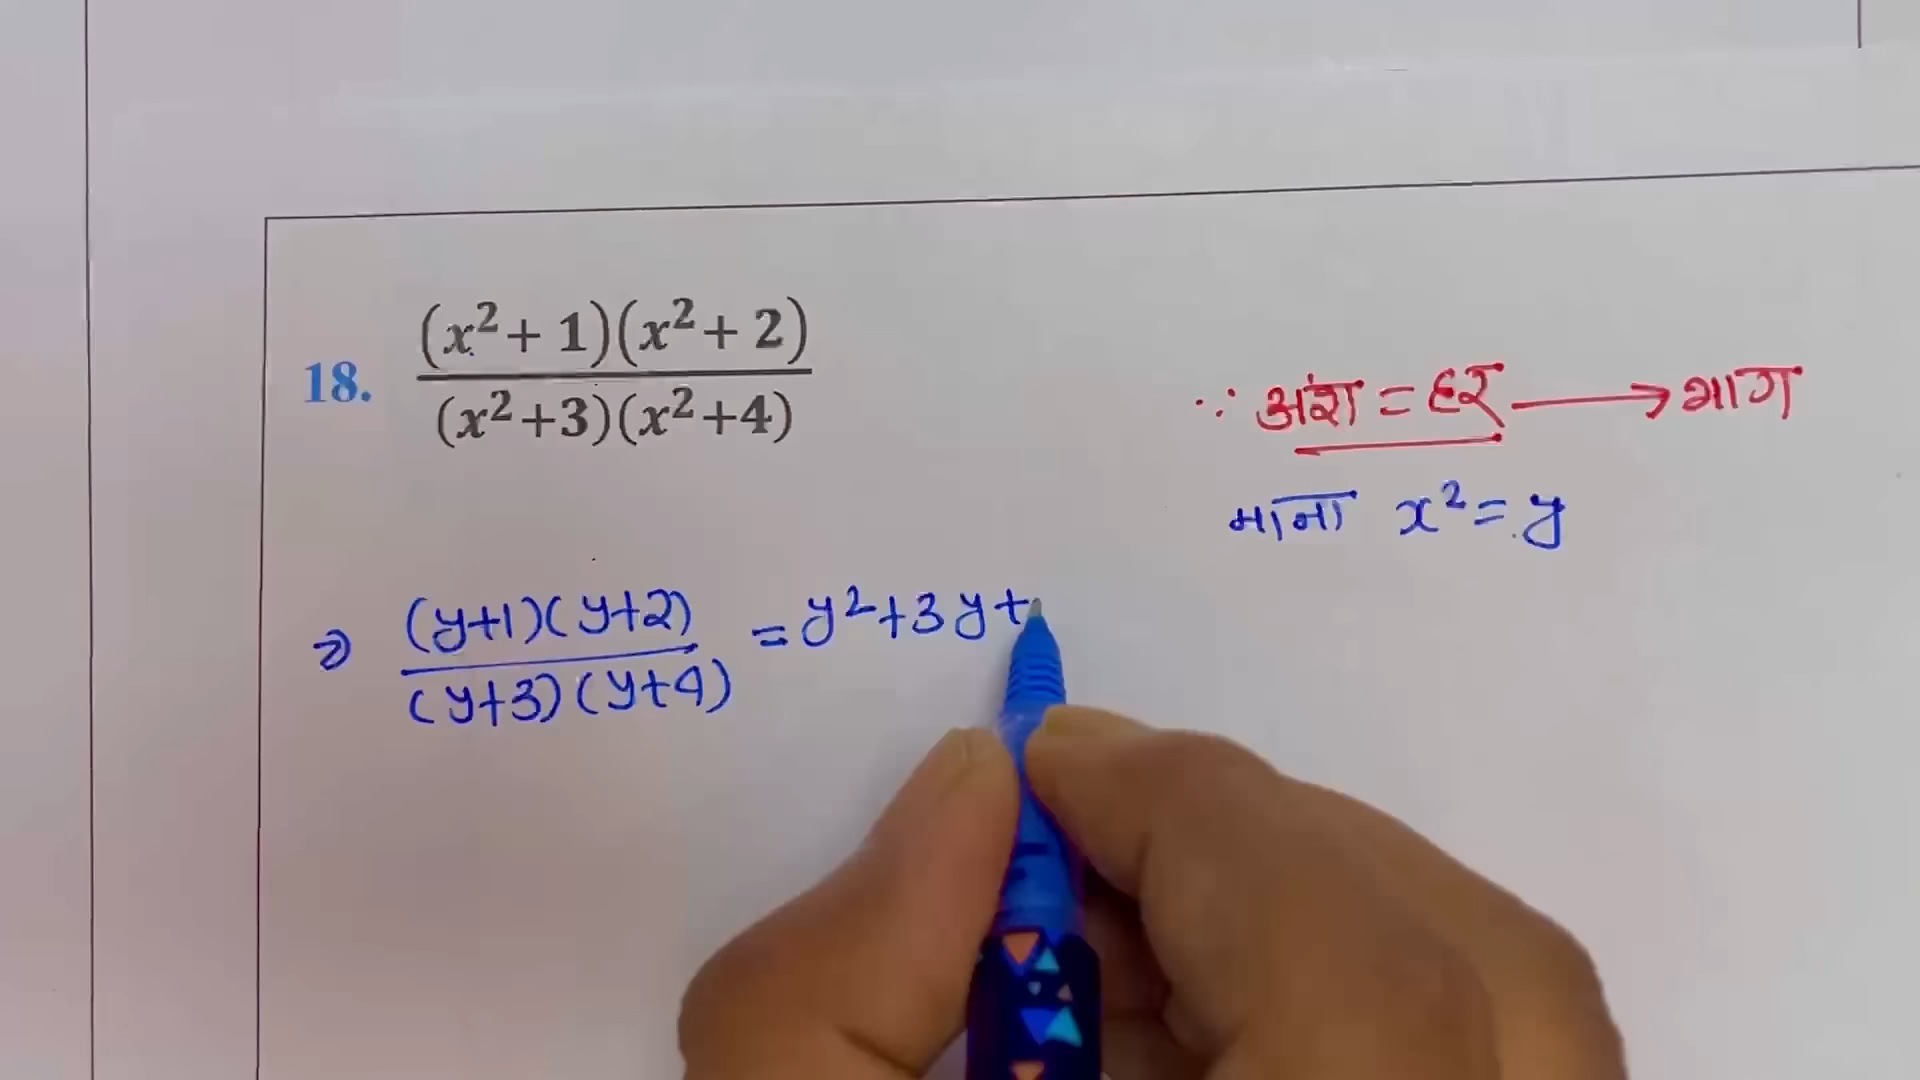 18. (x²+ 1)(x²+ 2) / (x²+3)(x²+4)
∵ अंश = हर ⟶ भाग
माना x² = y
⇒ (y+1)(y+2) / (y+3)(y+4) = y²+3y+